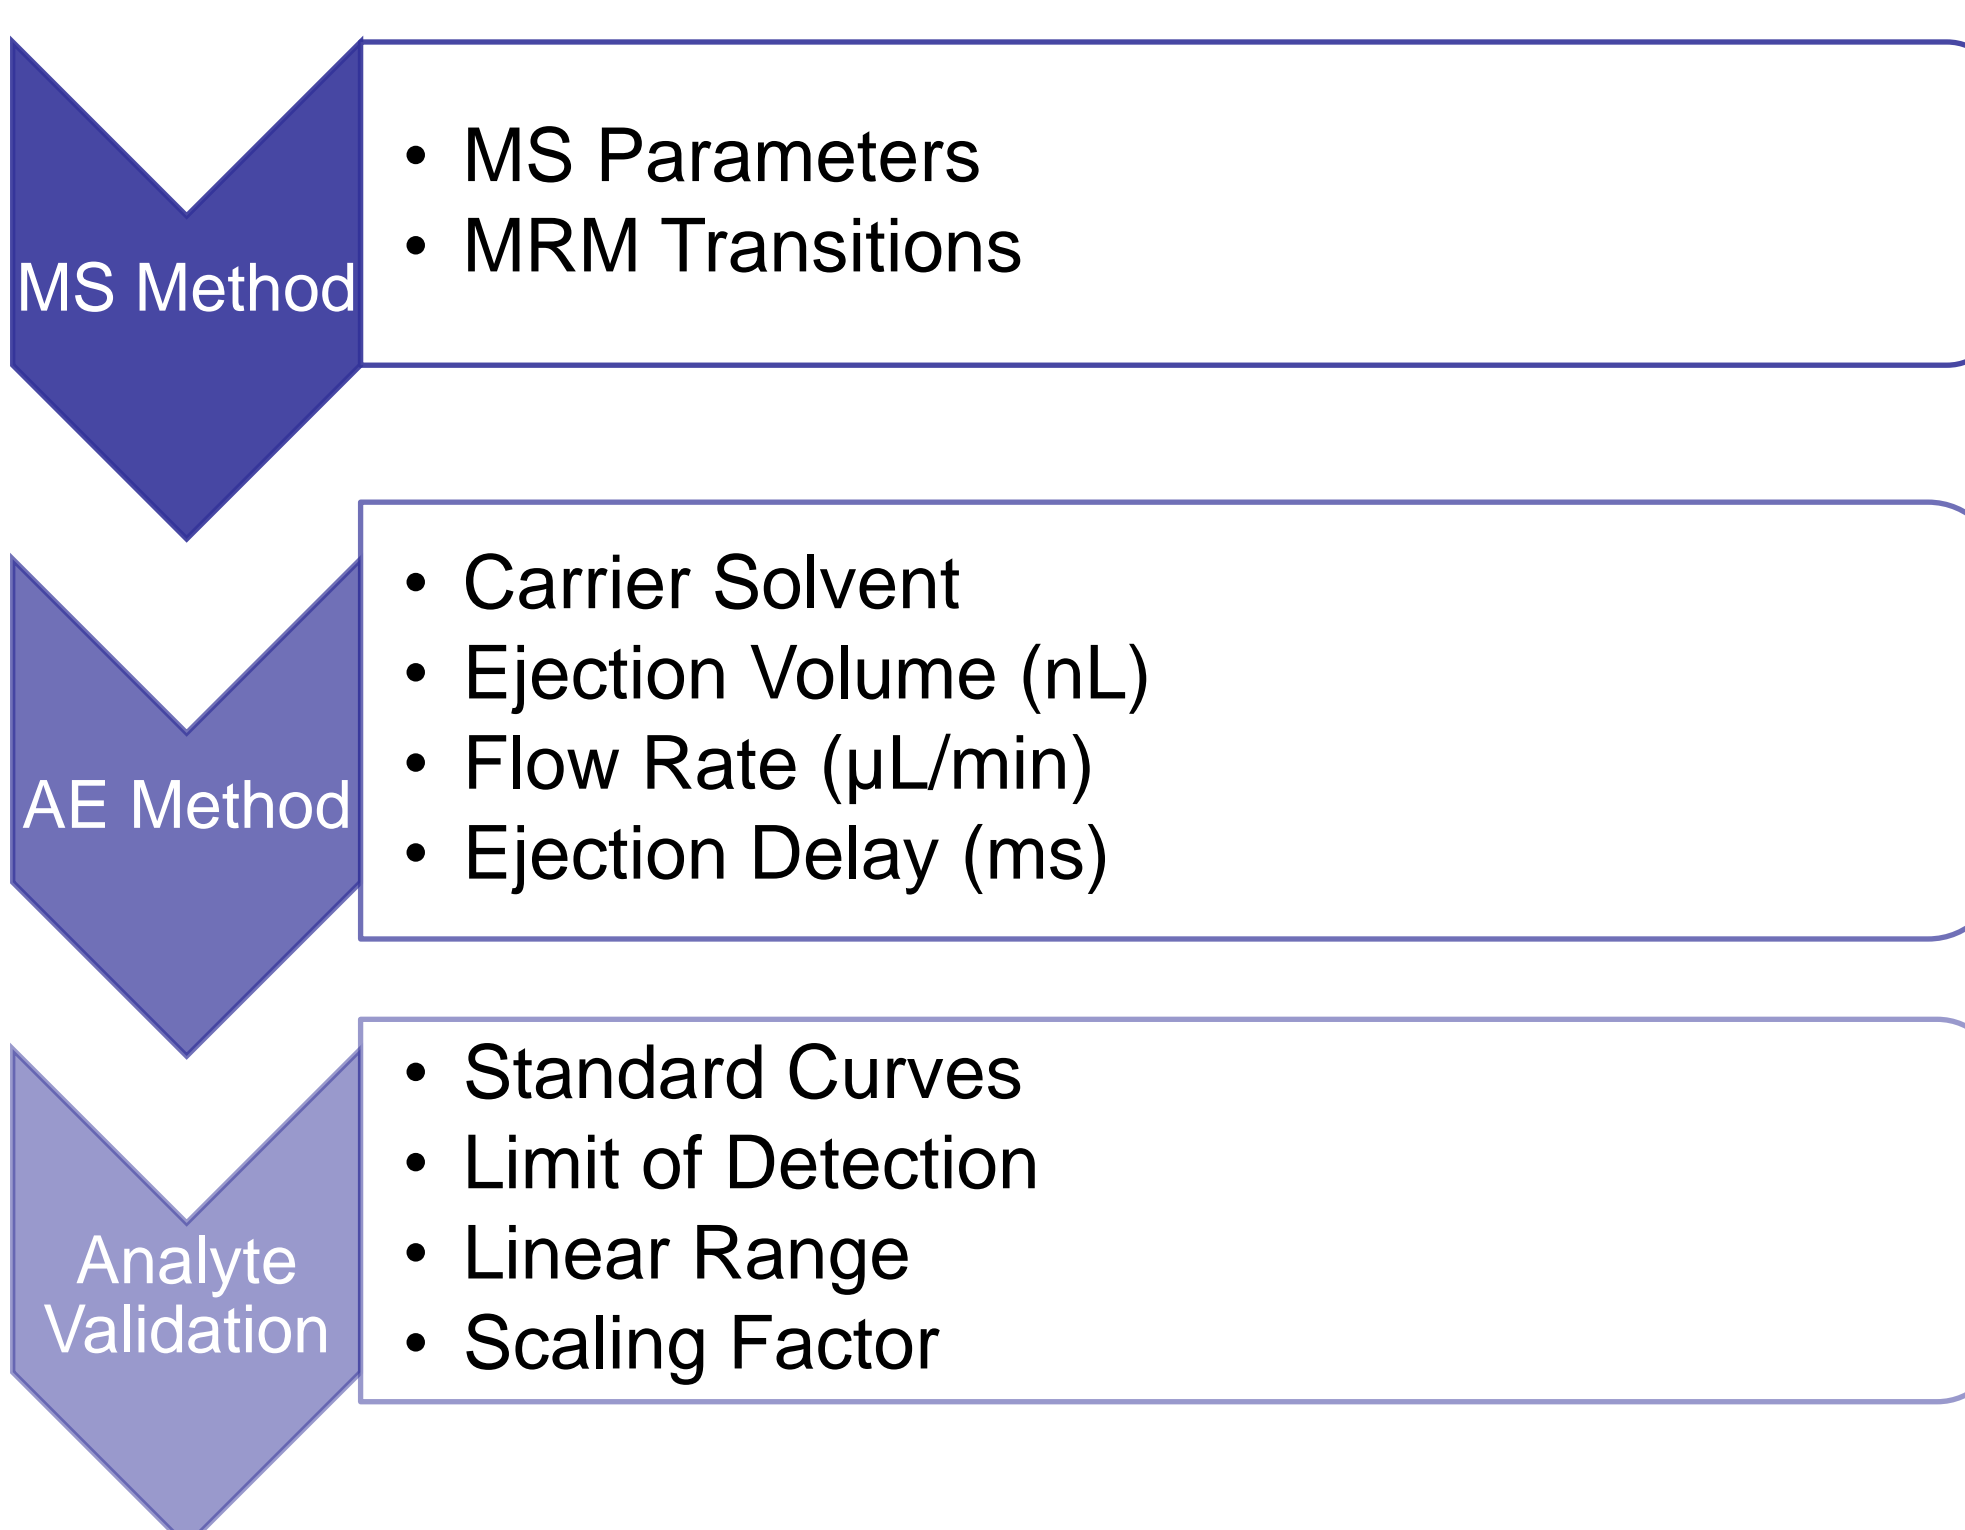 MS Method
• MS Parameters
• MRM Transitions
AE Method
• Carrier Solvent
• Ejection Volume (nL)
• Flow Rate (µL/min)
• Ejection Delay (ms)
Analyte
Validation
• Standard Curves
• Limit of Detection
• Linear Range
• Scaling Factor